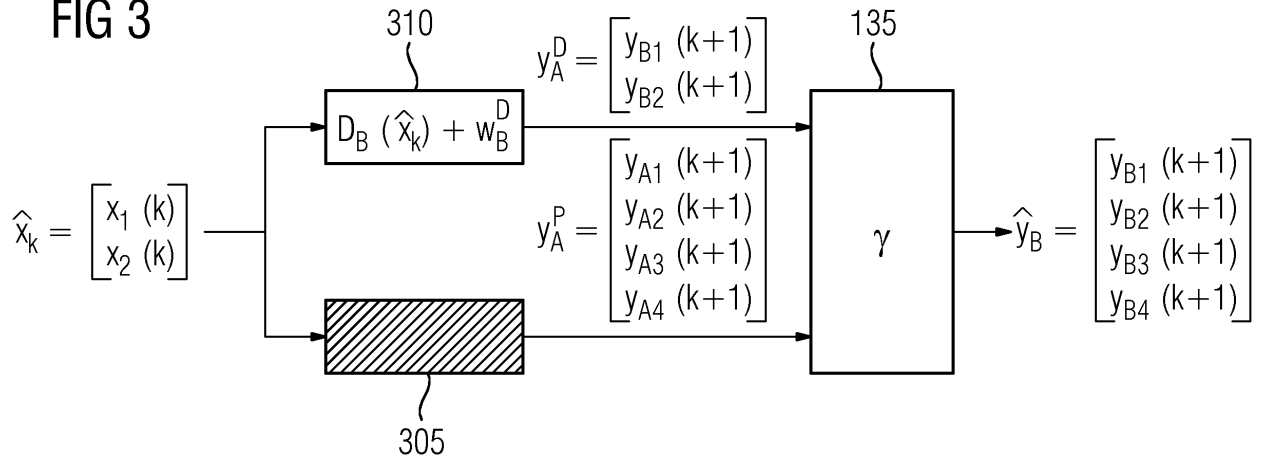 FIG 3
310
135
y_A^D = [y_B1 (k+1)
y_B2 (k+1)]
D_B (x̂_k) + w_B^D
x̂_k = [x_1 (k)
x_2 (k)]
y_A^P = [y_A1 (k+1)
y_A2 (k+1)
y_A3 (k+1)
y_A4 (k+1)]
γ
ŷ_B = [y_B1 (k+1)
y_B2 (k+1)
y_B3 (k+1)
y_B4 (k+1)]
305